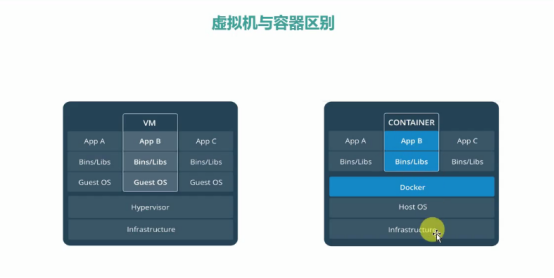 虚拟机与容器区别
VM
App A App B App C
Bins/Libs Bins/Libs Bins/Libs
Guest OS Guest OS Guest OS
Hypervisor
Infrastructure
CONTAINER
App A App B App C
Bins/Libs Bins/Libs Bins/Libs
Docker
Host OS
Infrastructure